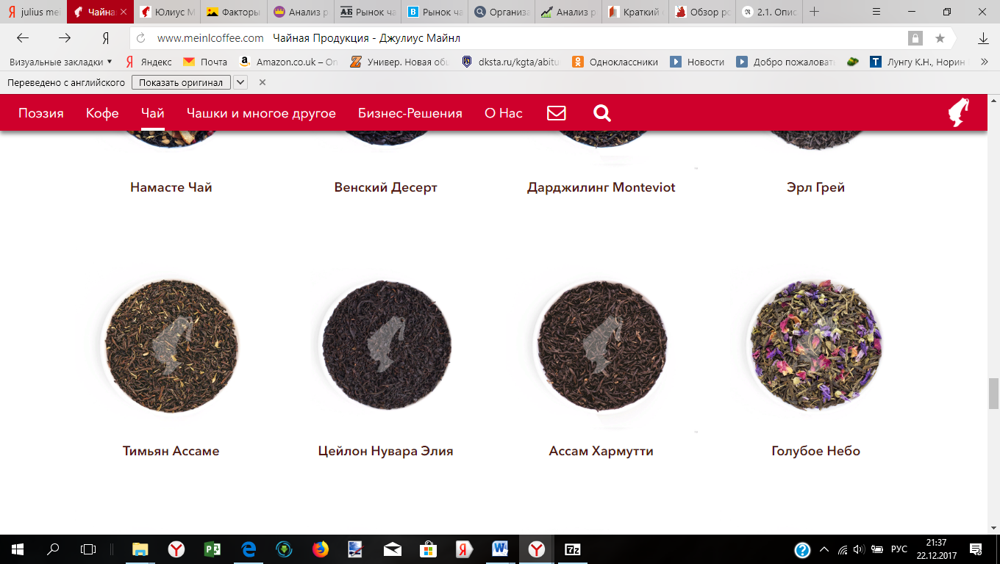 julius mei
Чайна
Юлиус М
Факторы
Анализ р
Рынок ча
Рынок ча
Организа
Анализ р
Краткий
Обзор ро
2.1. Опис
www.meinlcoffee.com Чайная Продукция - Джулиус Майнл
Визуальные закладки
Яндекс
Почта
Amazon.co.uk – On
Универ. Новая общ
dksta.ru/kgta/abitu
Одноклассники
Новости
Добро пожаловат
Лунгу К.Н., Норин
Переведено с английского
Показать оригинал
Поэзия Кофе Чай Чашки и многое другое Бизнес-Решения О Нас
Намасте Чай
Венский Десерт
Дарджилинг Monteviot
Эрл Грей
Тимьян Ассаме
Цейлон Нувара Элия
Ассам Хармутти
Голубое Небо
РУС
21:37
22.12.2017